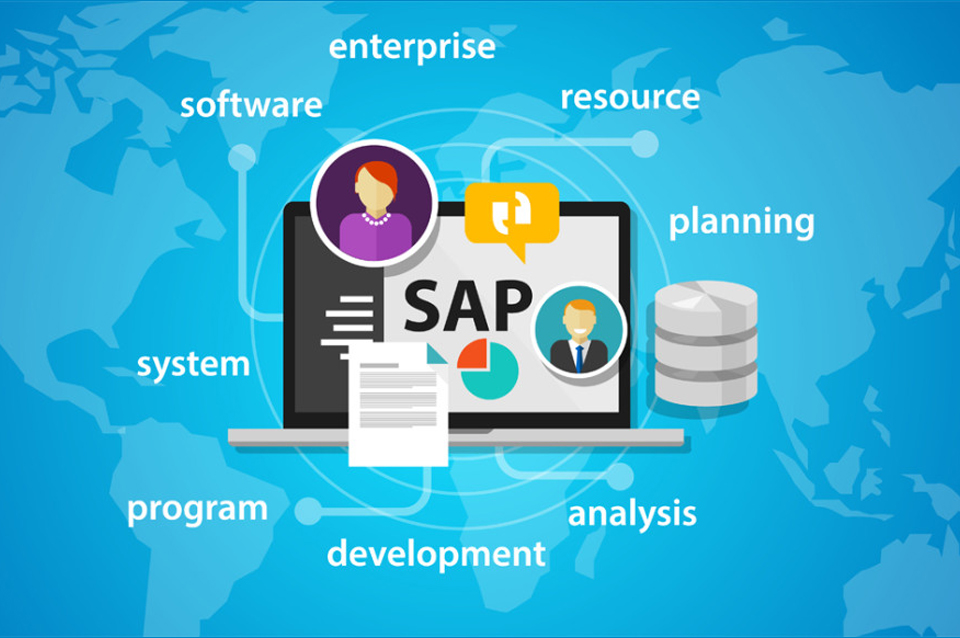 enterprise
software
resource
planning
SAP
system
program
analysis
development